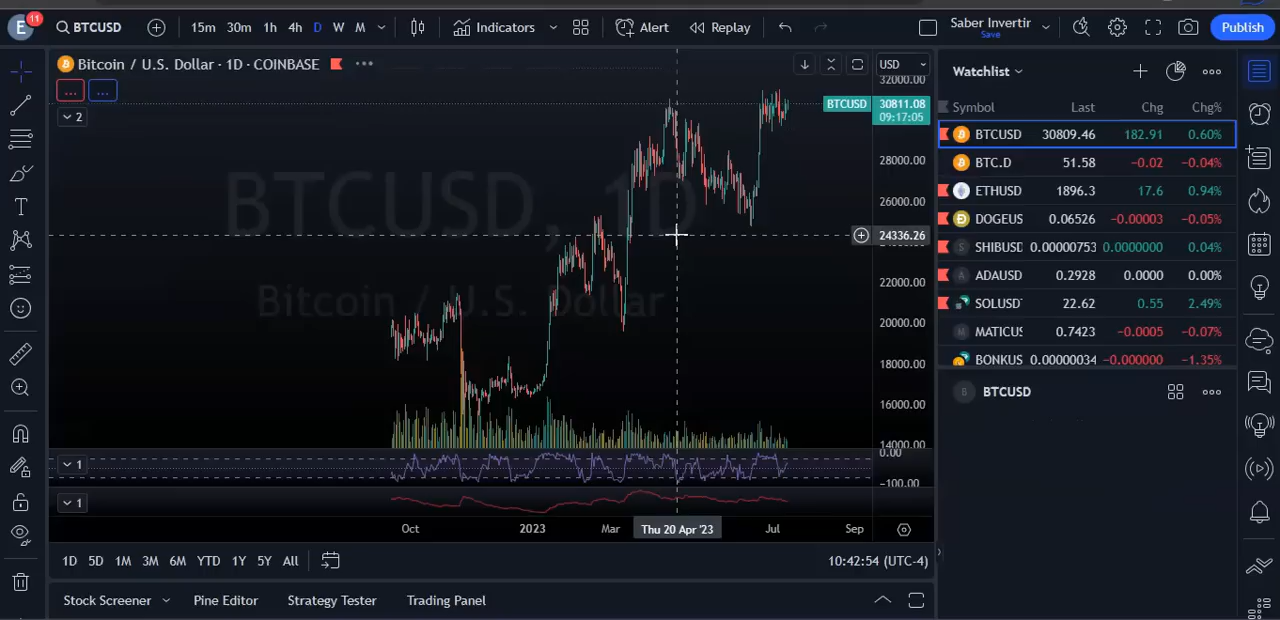 E 11 BTCUSD 15m 30m 1h 4h D W M Indicators Alert Replay Saber Invertir Save Publish
Bitcoin / U.S. Dollar · 1D · COINBASE USD
... ...
2
BTCUSD, 1D
Bitcoin / U.S. Dollar
32000.00
BTCUSD 30811.08
09:17:05
28000.00
26000.00
24336.26
22000.00
20000.00
18000.00
16000.00
14000.00
1 0.00
-100.00
1
Oct 2023 Mar Thu 20 Apr '23 Jul Sep
1D 5D 1M 3M 6M YTD 1Y 5Y All 10:42:54 (UTC-4)
Stock Screener Pine Editor Strategy Tester Trading Panel
Watchlist
Symbol Last Chg Chg%
BTCUSD 30809.46 182.91 0.60%
BTC.D 51.58 −0.02 −0.04%
ETHUSD 1896.3 17.6 0.94%
DOGEUS 0.06526 −0.00003 −0.05%
SHIBUSD 0.00000753 0.0000000 0.04%
ADAUSD 0.2928 0.0000 0.00%
SOLUSD 22.62 0.55 2.49%
MATICUS 0.7423 −0.0005 −0.07%
BONKUS 0.00000034 −0.000000 −1.35%
B BTCUSD